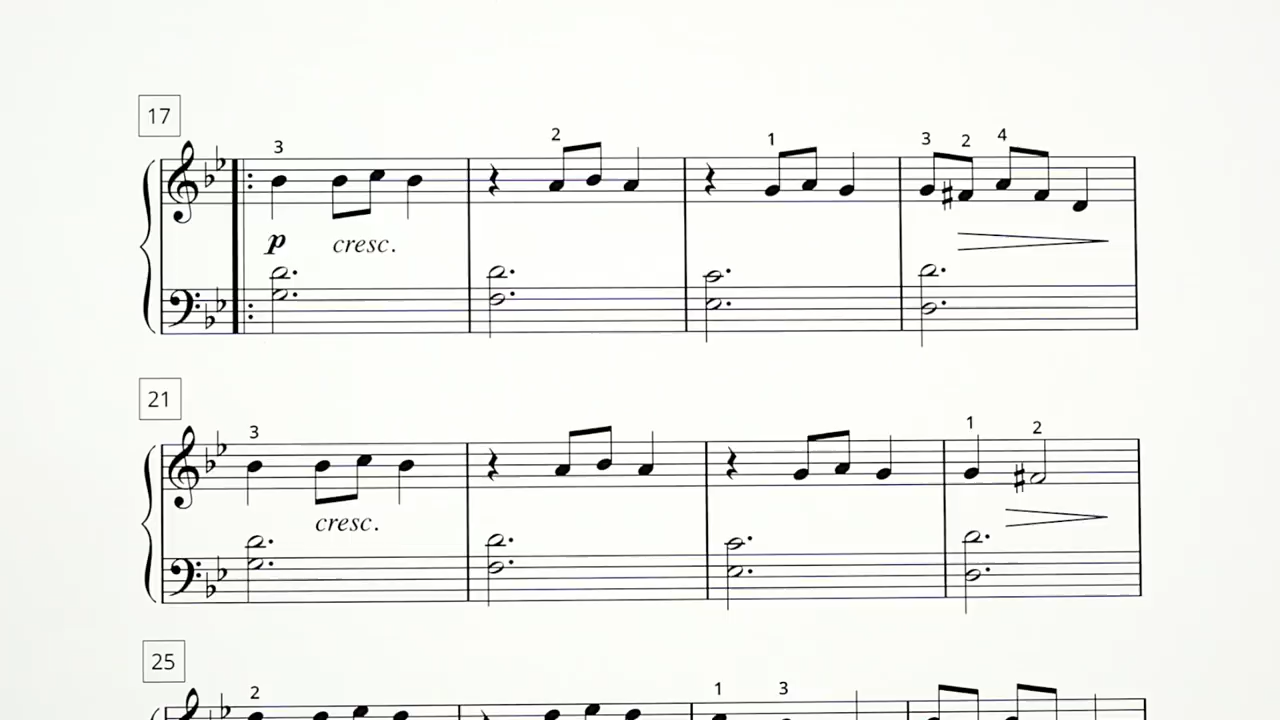 17
3 2 1 3 2 4
p cresc.
21
3 1 2
cresc.
25
2 1 3